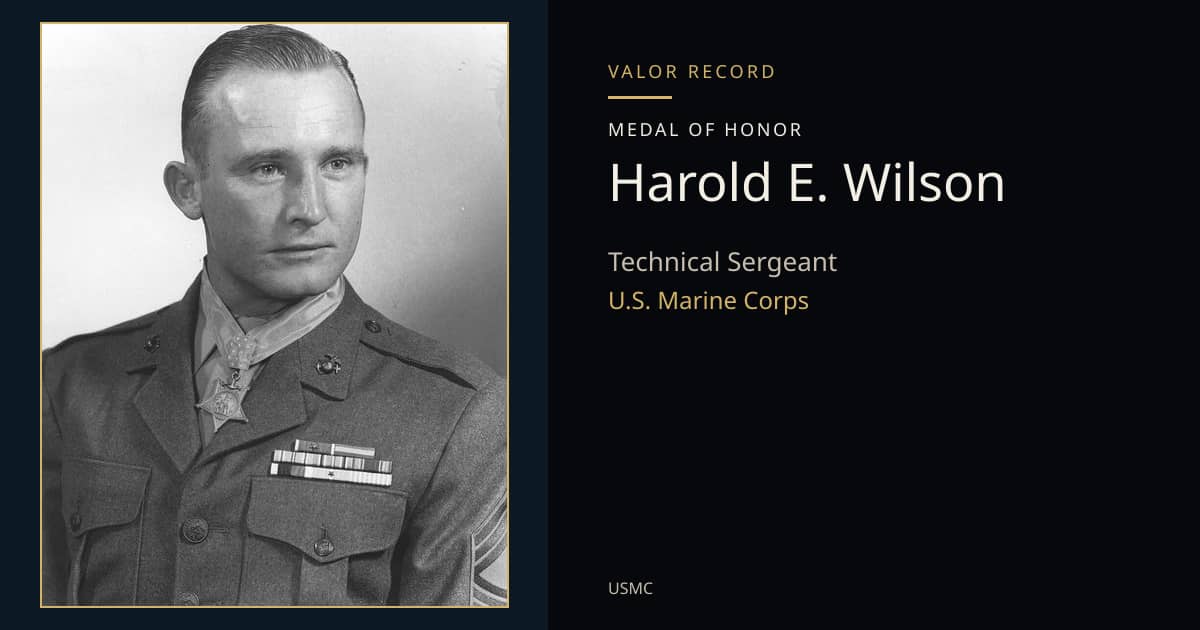 VALOR RECORD
MEDAL OF HONOR
Harold E. Wilson
Technical Sergeant
U.S. Marine Corps
USMC